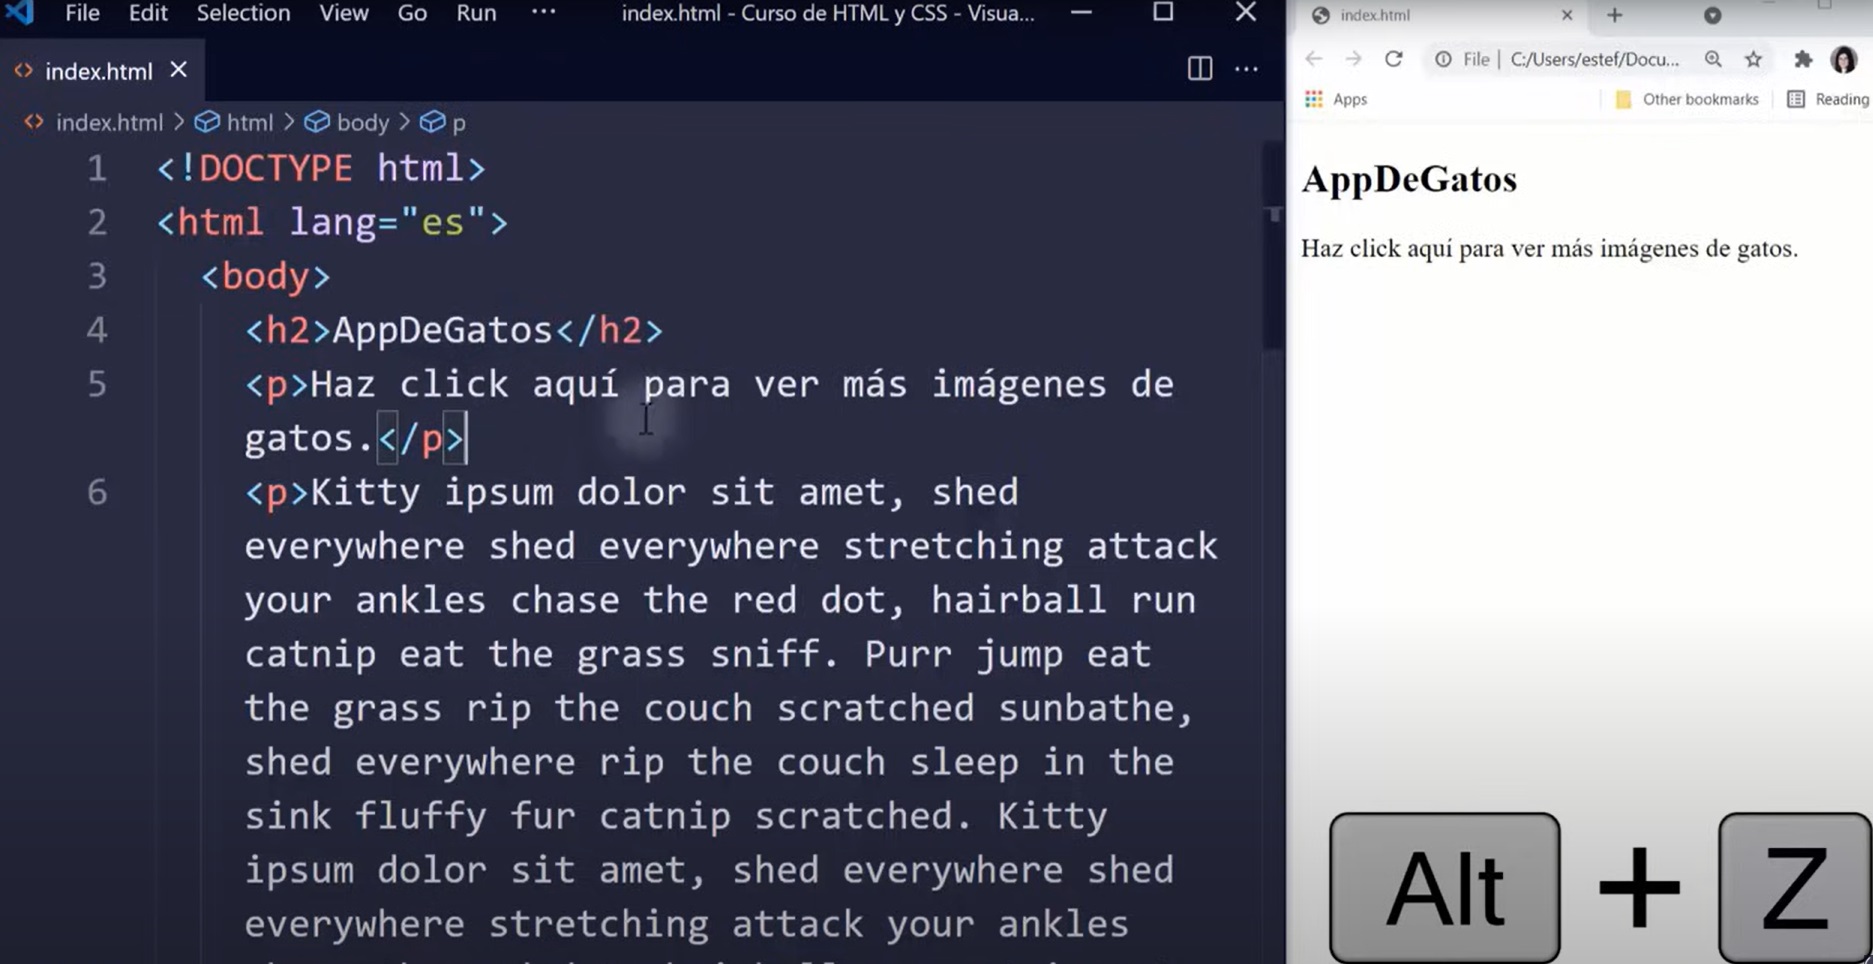 File Edit Selection View Go Run ··· index.html - Curso de HTML y CSS - Visua...
index.html
index.html > html > body > p
1 <!DOCTYPE html>
2 <html lang="es">
3 <body>
4 <h2>AppDeGatos</h2>
5 <p>Haz click aquí para ver más imágenes de
gatos.</p>
6 <p>Kitty ipsum dolor sit amet, shed
everywhere shed everywhere stretching attack
your ankles chase the red dot, hairball run
catnip eat the grass sniff. Purr jump eat
the grass rip the couch scratched sunbathe,
shed everywhere rip the couch sleep in the
sink fluffy fur catnip scratched. Kitty
ipsum dolor sit amet, shed everywhere shed
everywhere stretching attack your ankles
index.html
File | C:/Users/estef/Docu...
Apps Other bookmarks Reading
AppDeGatos
Haz click aquí para ver más imágenes de gatos.
Alt + Z